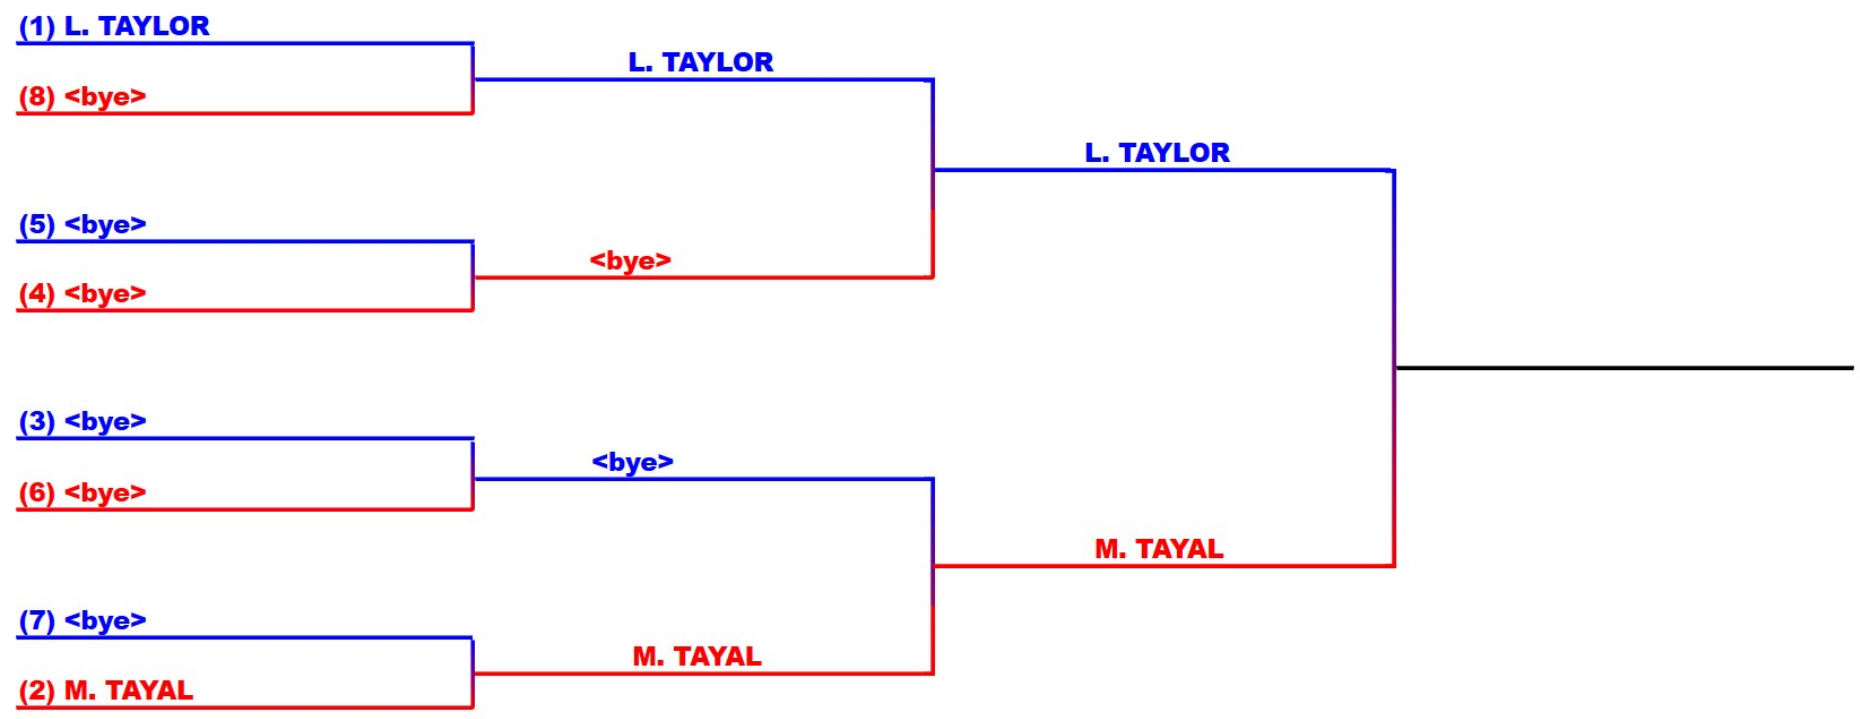 (1) L. TAYLOR
(8) <bye>
(5) <bye>
(4) <bye>
(3) <bye>
(6) <bye>
(7) <bye>
(2) M. TAYAL
L. TAYLOR
<bye>
<bye>
M. TAYAL
L. TAYLOR
M. TAYAL